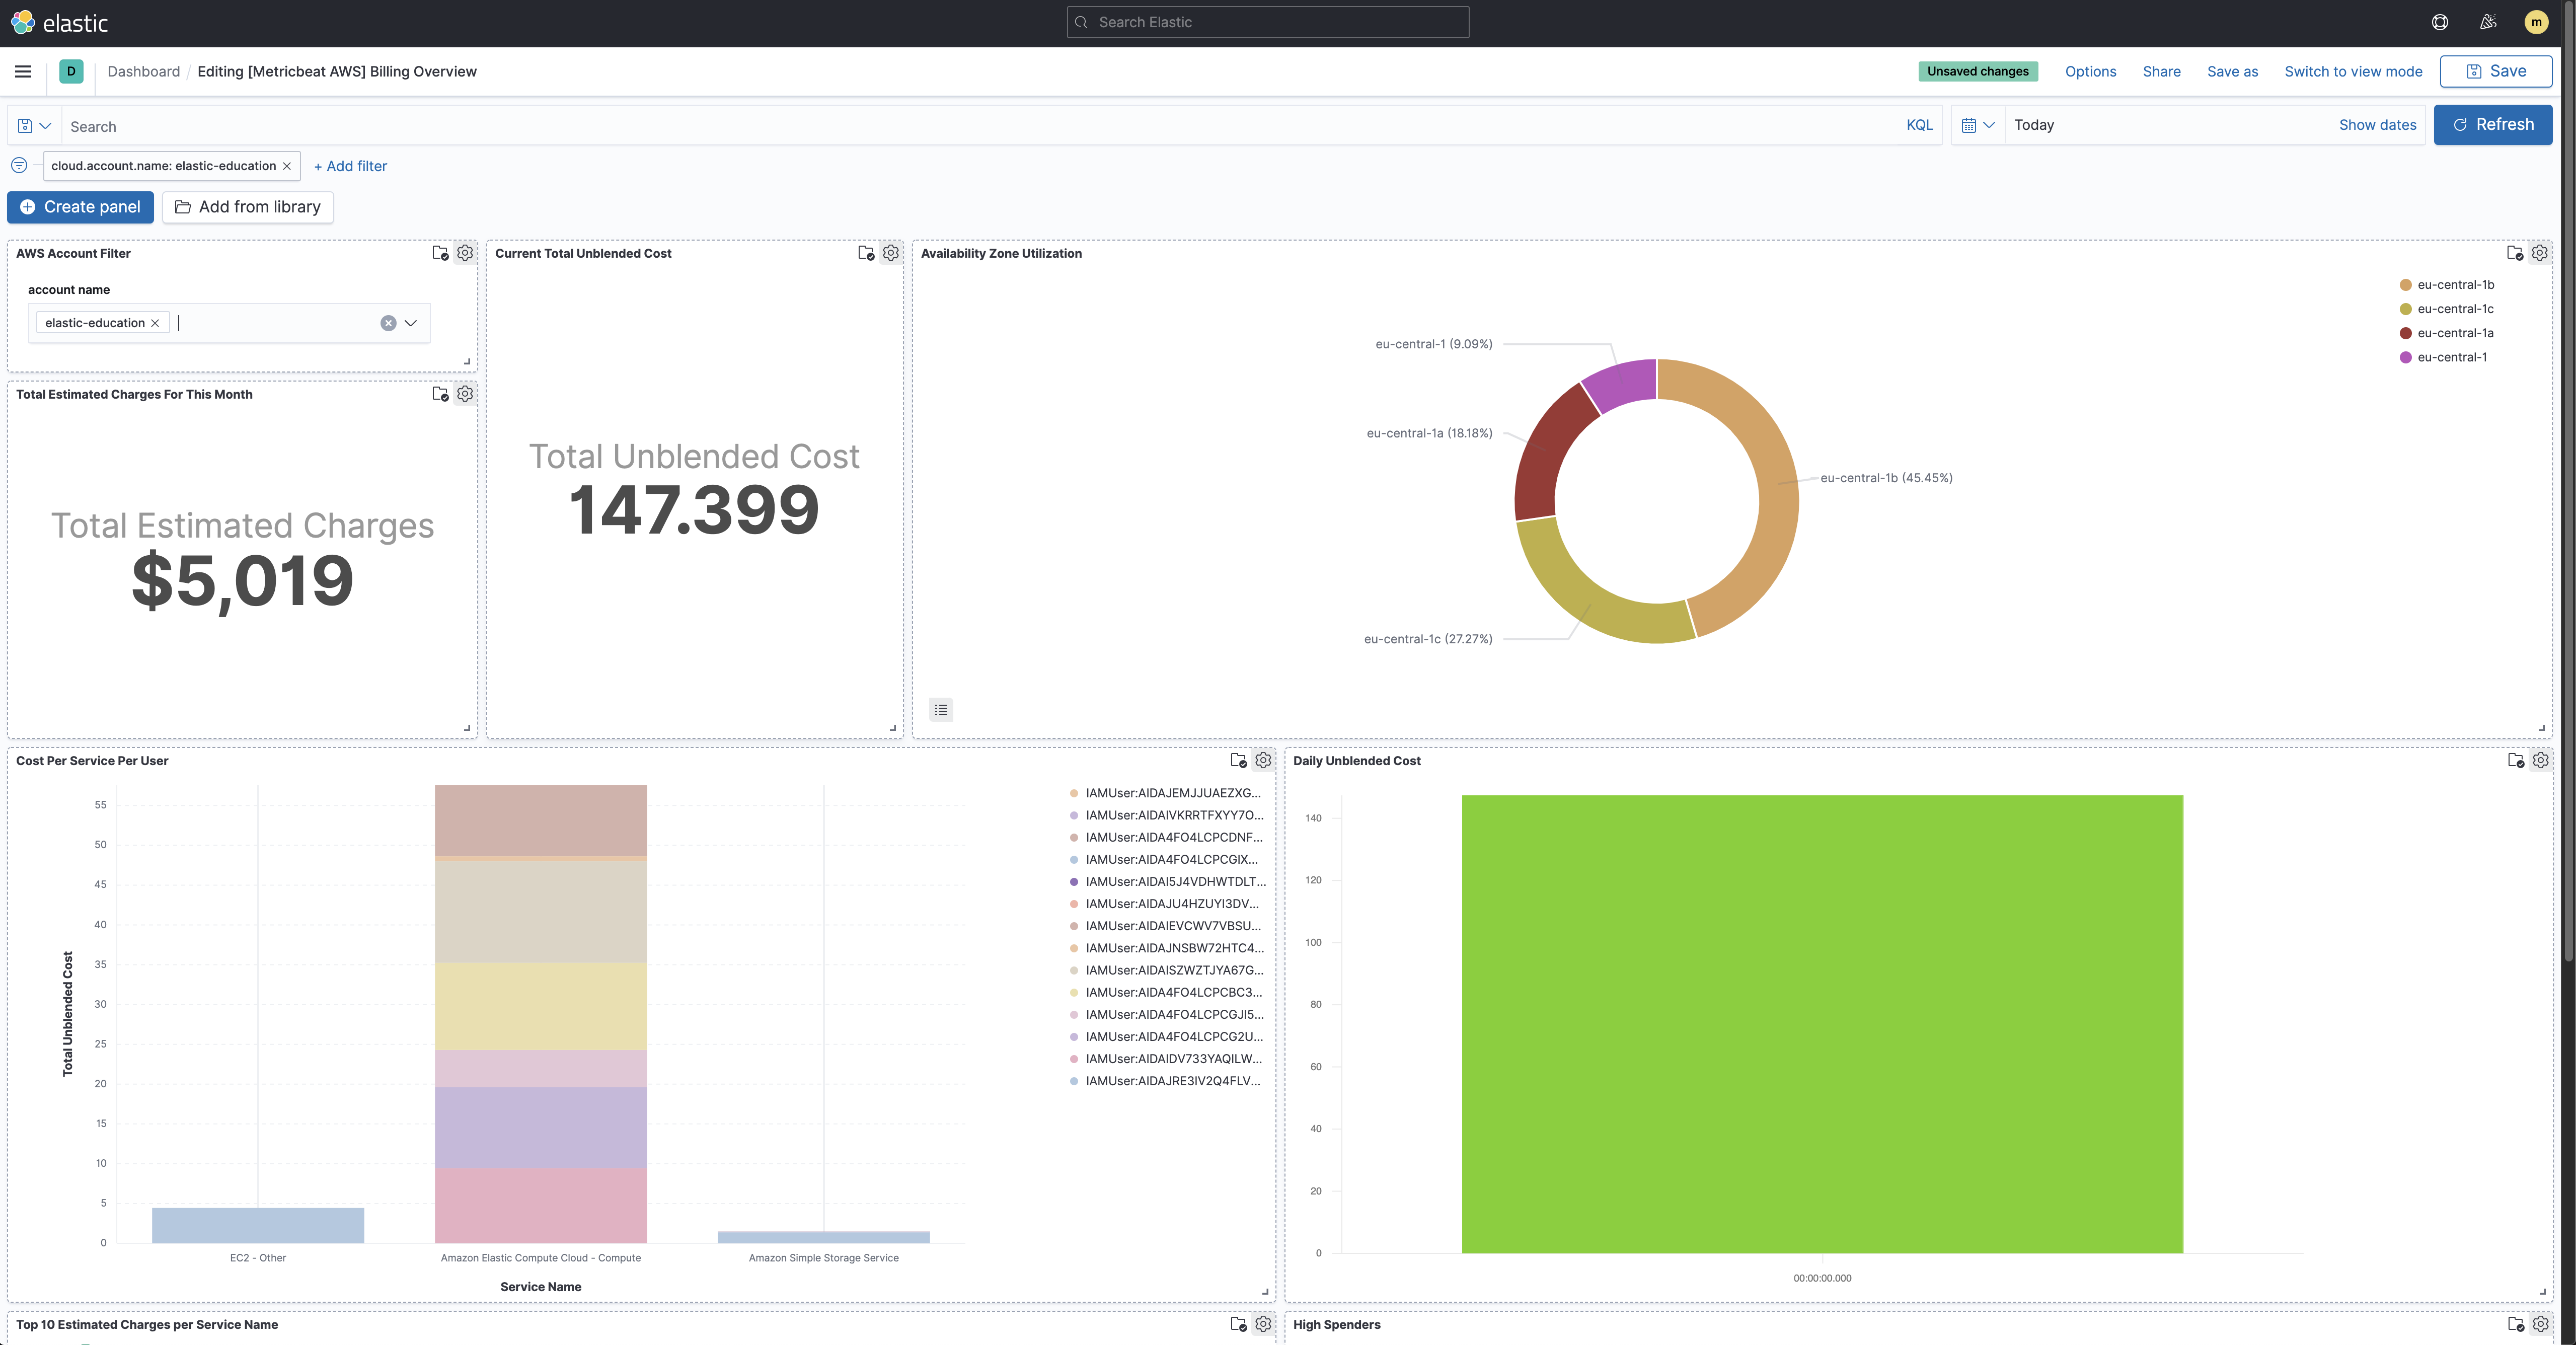 elastic
Search Elastic
m
D
Dashboard / Editing [Metricbeat AWS] Billing Overview
Unsaved changes
Options
Share
Save as
Switch to view mode
Save
Search
KQL
Today
Show dates
Refresh
cloud.account.name: elastic-education
+ Add filter
Create panel
Add from library
AWS Account Filter
account name
elastic-education
Total Estimated Charges For This Month
Total Estimated Charges
$5,019
Current Total Unblended Cost
Total Unblended Cost
147.399
Availability Zone Utilization
eu-central-1 (9.09%)
eu-central-1a (18.18%)
eu-central-1b (45.45%)
eu-central-1c (27.27%)
eu-central-1b
eu-central-1c
eu-central-1a
eu-central-1
Cost Per Service Per User
Total Unblended Cost
55
50
45
40
35
30
25
20
15
10
5
0
EC2 - Other
Amazon Elastic Compute Cloud - Compute
Amazon Simple Storage Service
Service Name
IAMUser:AIDAJEMJJUAEZXG...
IAMUser:AIDAIVKRRTFXYY7O...
IAMUser:AIDA4FO4LCPCDNF...
IAMUser:AIDA4FO4LCPCGIX...
IAMUser:AIDAI5J4VDHWTDLT...
IAMUser:AIDAJU4HZUYI3DV...
IAMUser:AIDAIEVCWV7VBSU...
IAMUser:AIDAJNSBW72HTC4...
IAMUser:AIDAISZWZTJYA67G...
IAMUser:AIDA4FO4LCPCBC3...
IAMUser:AIDA4FO4LCPCGJI5...
IAMUser:AIDA4FO4LCPCG2U...
IAMUser:AIDAIDV733YAQILW...
IAMUser:AIDAJRE3IV2Q4FLV...
Daily Unblended Cost
140
120
100
80
60
40
20
0
00:00:00.000
Top 10 Estimated Charges per Service Name
High Spenders